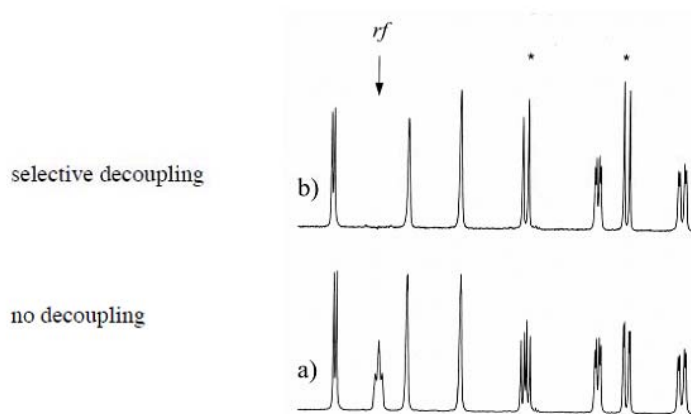 rf
* *
selective decoupling
b)
no decoupling
a)